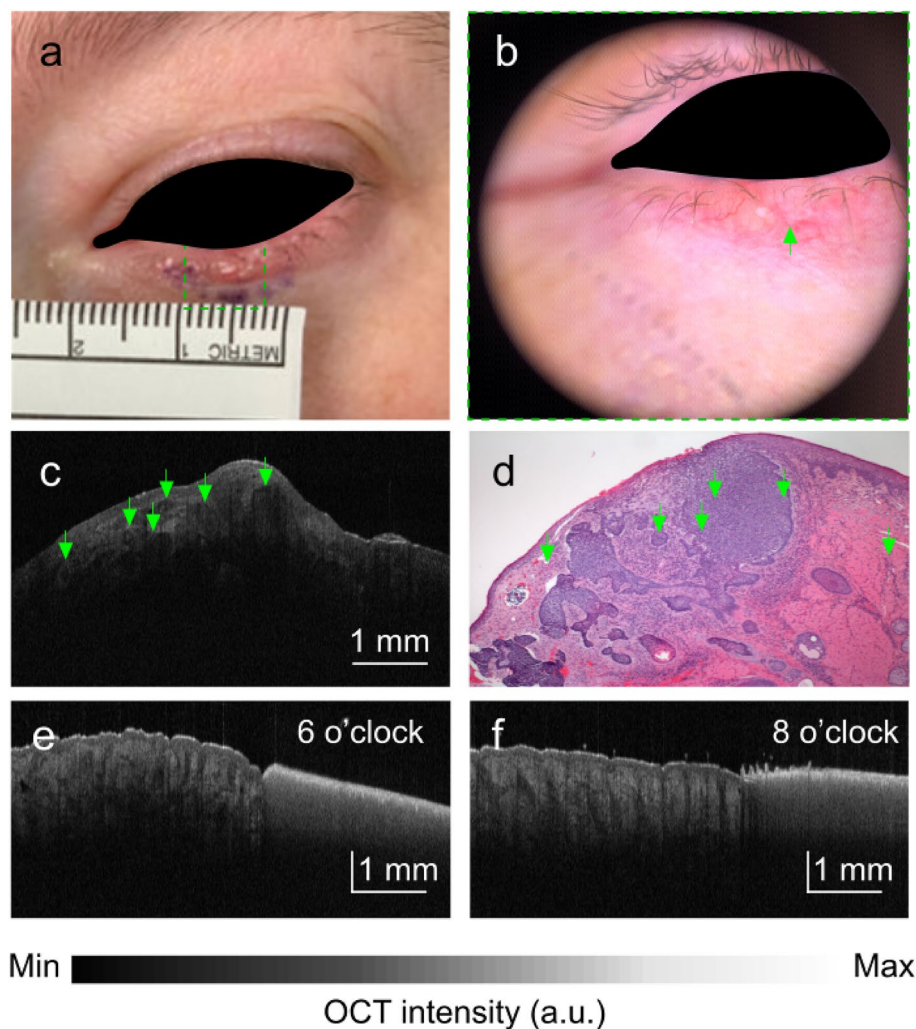 a
b
2
1
METRIC
c
1 mm
d
e
6 o'clock
1 mm
f
8 o'clock
1 mm
Min
Max
OCT intensity (a.u.)